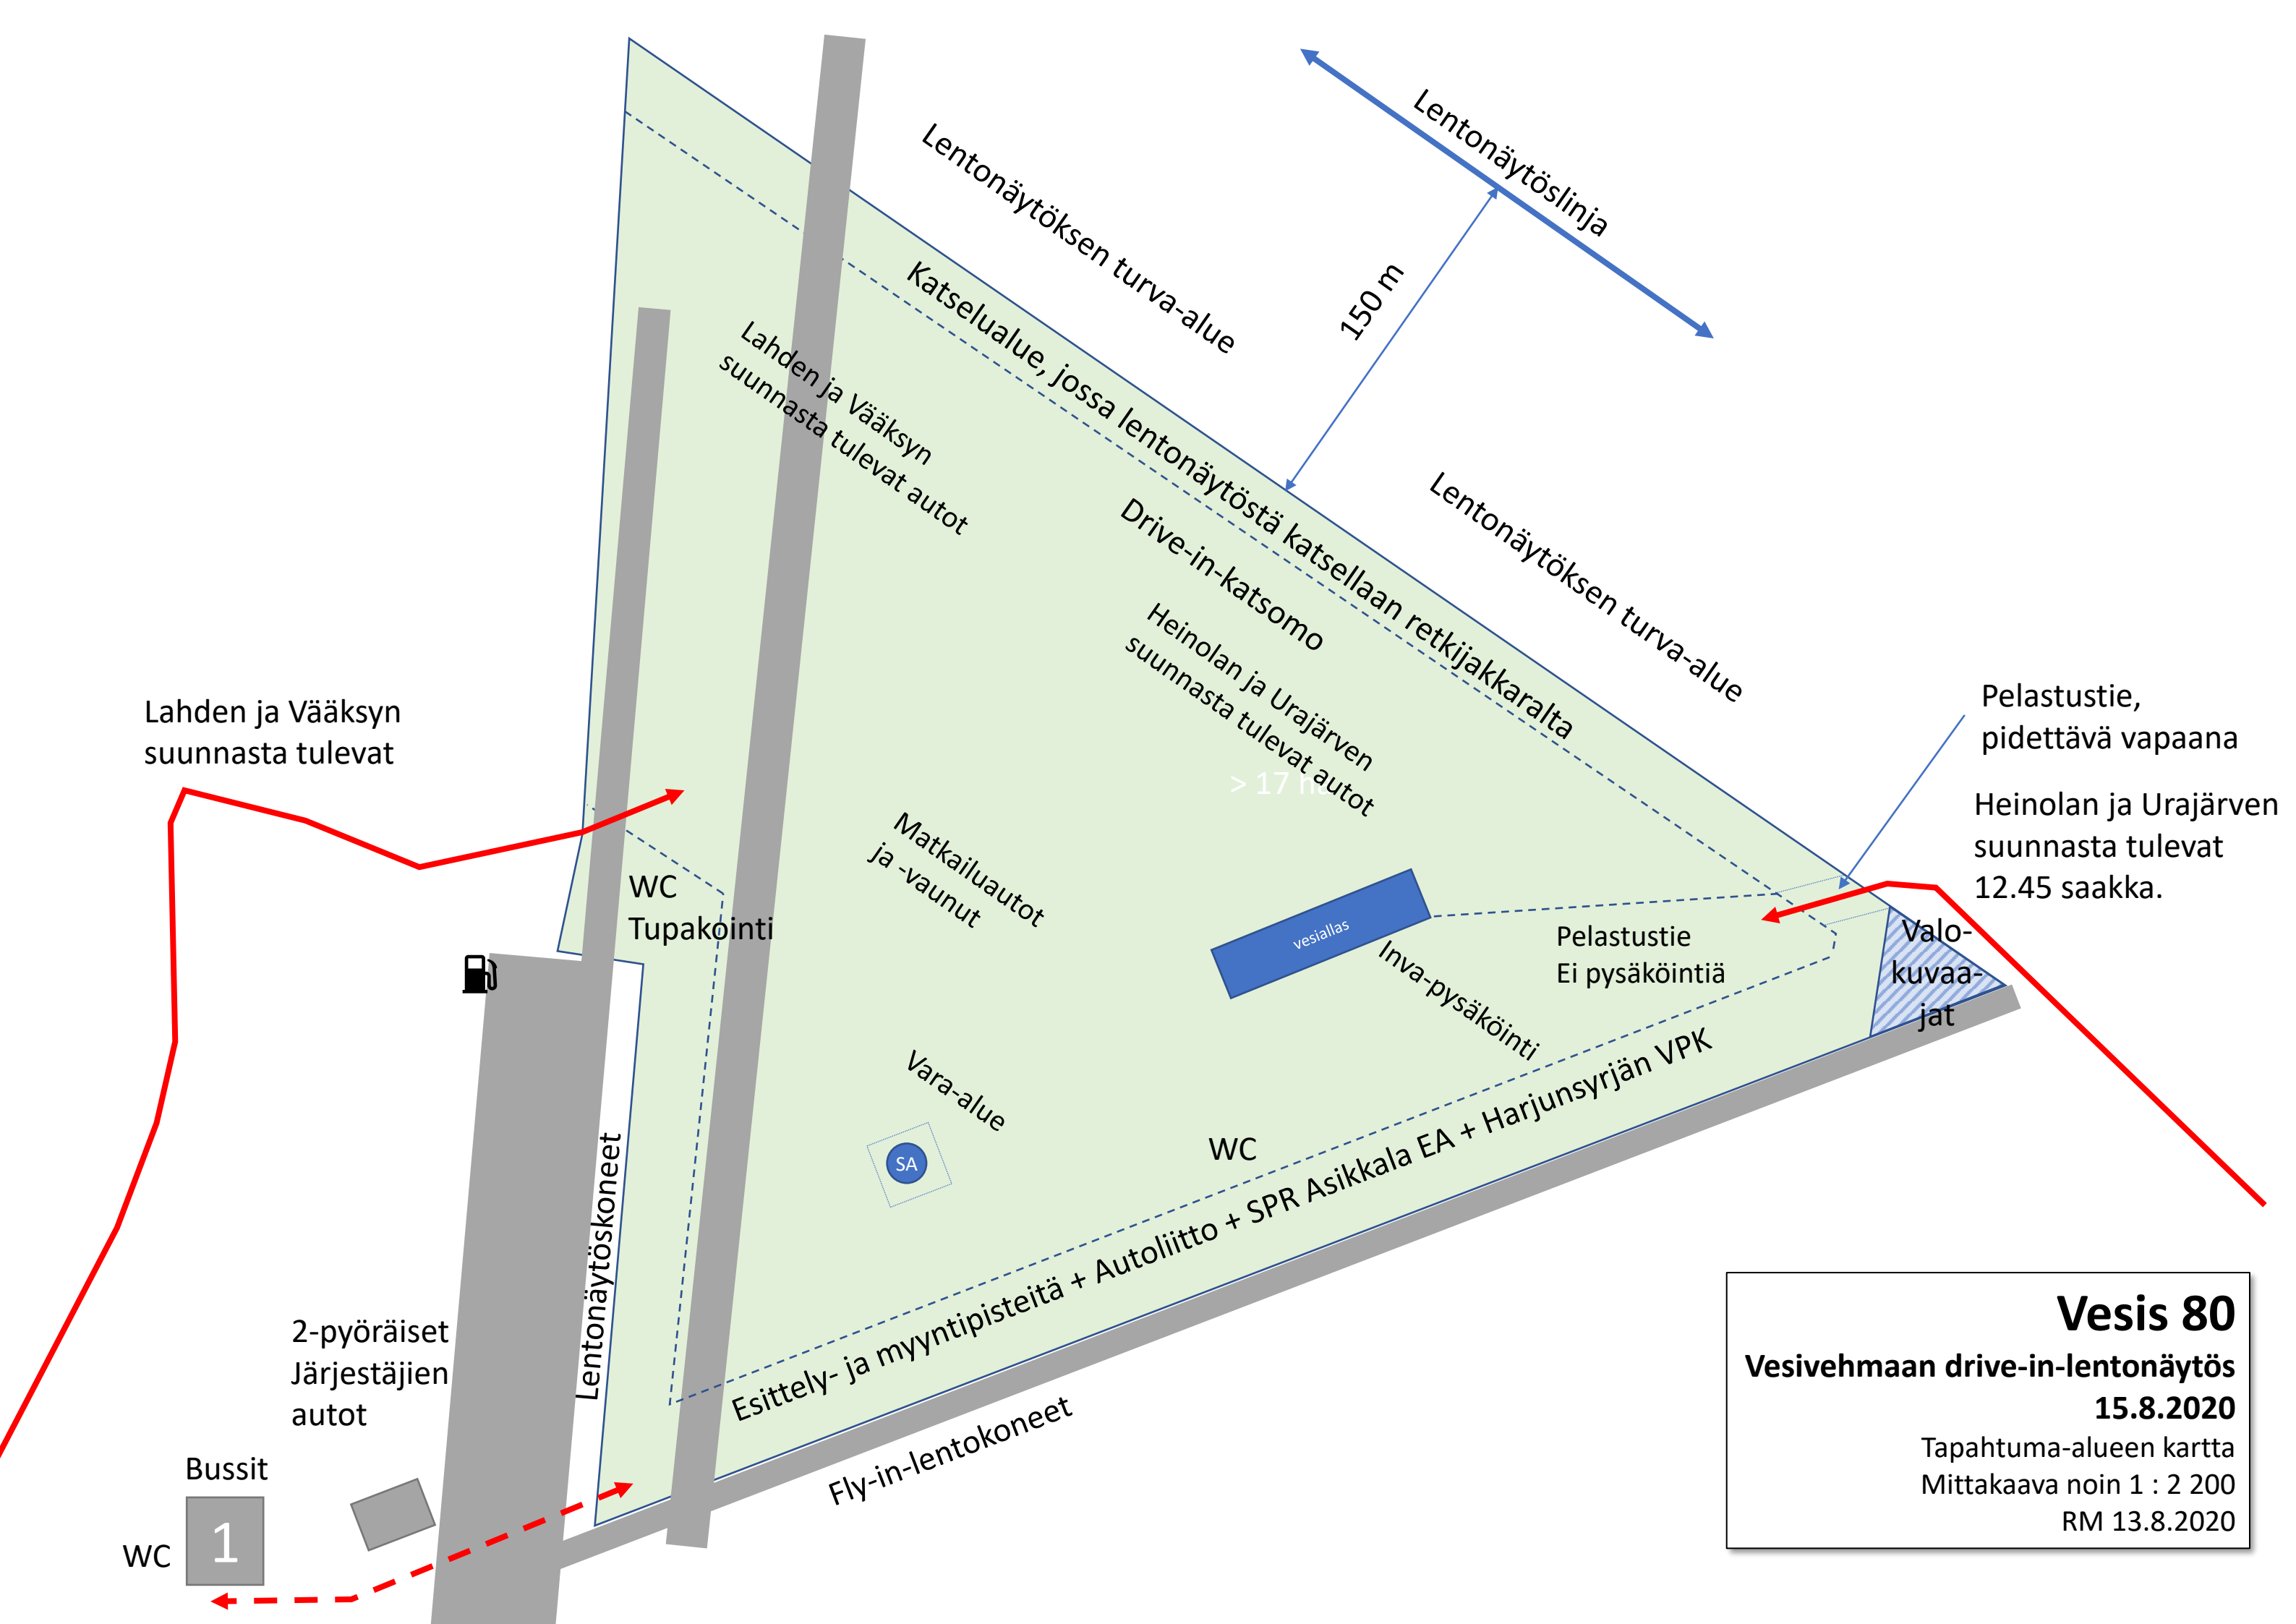 Lentonäytöslinja
Lentonäytöksen turva-alue
150 m
Katselualue, jossa lentonäytöstä katsellaan retkijakkaralta
Lahden ja Vääksyn
suunnasta tulevat autot
Drive-in-katsomo
Lentonäytöksen turva-alue
Heinolan ja Urajärven
suunnasta tulevat autot
> 17 ha
Lahden ja Vääksyn
suunnasta tulevat
Pelastustie,
pidettävä vapaana
Heinolan ja Urajärven
suunnasta tulevat
12.45 saakka.
WC
Tupakointi
Matkailuautot
ja -vaunut
vesiallas
Inva-pysäköinti
Pelastustie
Ei pysäköintiä
Valo-
kuvaa-
jat
Vara-alue
SA
WC
Esittely- ja myyntipisteitä + Autoliitto + SPR Asikkala EA + Harjunsyrjän VPK
Lentonäytöskoneet
Fly-in-lentokoneet
2-pyöräiset
Järjestäjien
autot
Bussit
1
WC
Vesis 80
Vesivehmaan drive-in-lentonäytös
15.8.2020
Tapahtuma-alueen kartta
Mittakaava noin 1 : 2 200
RM 13.8.2020